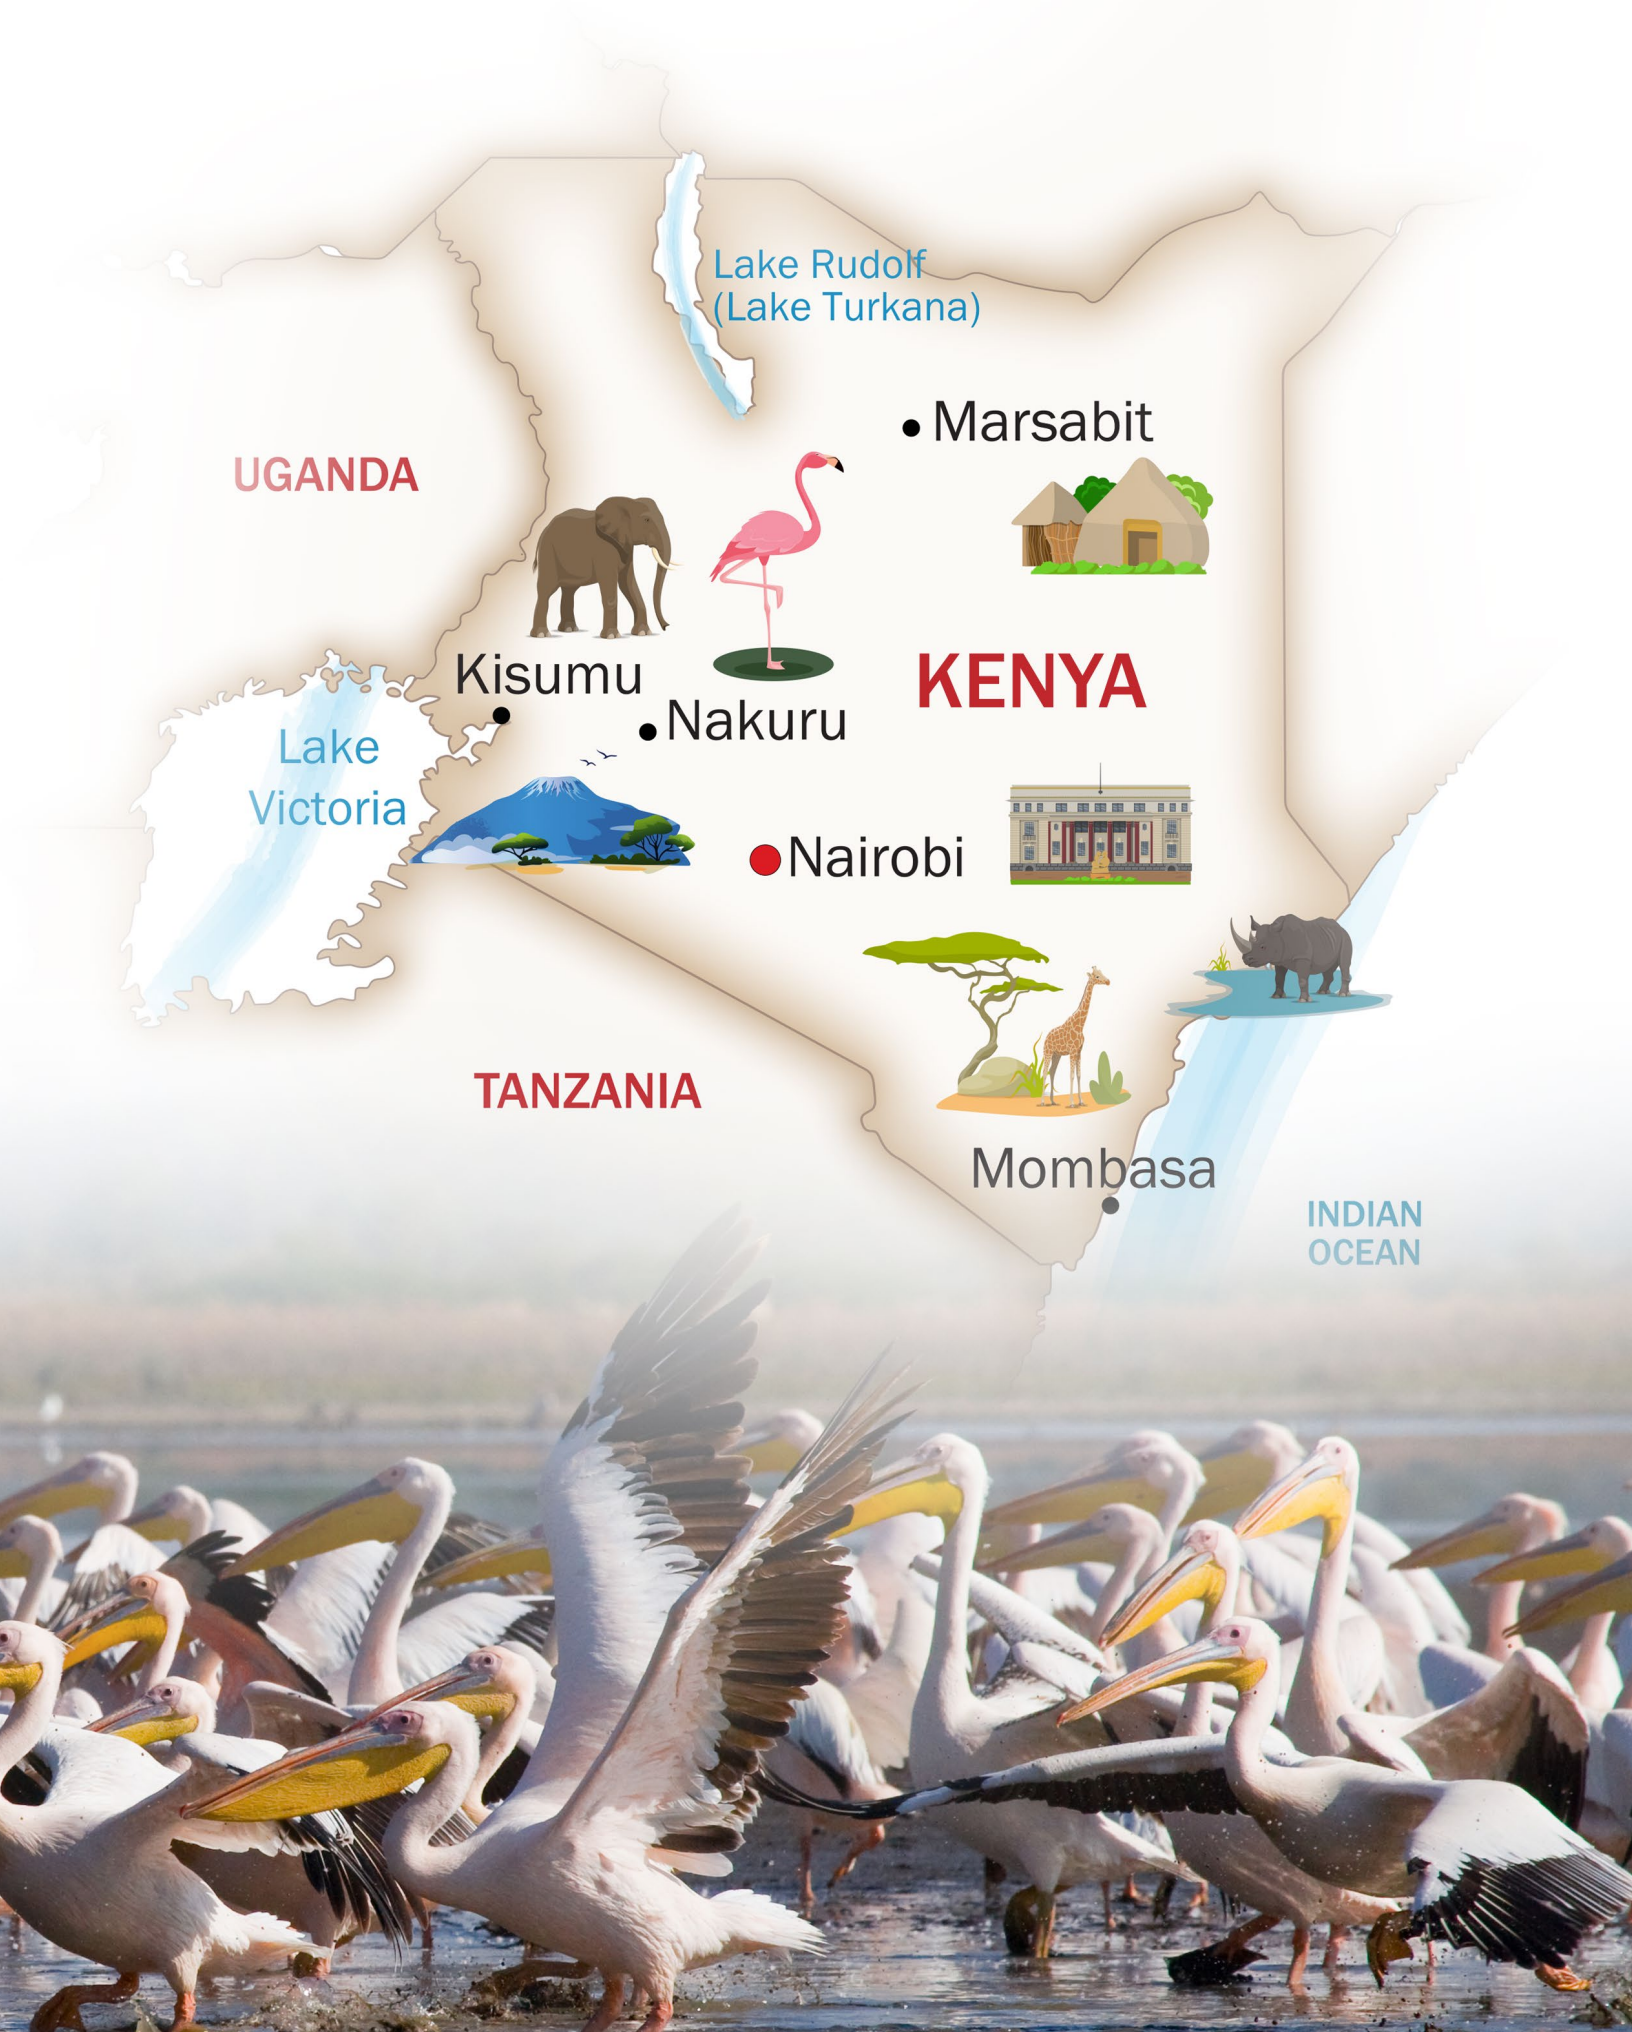 Lake Rudolf
(Lake Turkana)
Marsabit
UGANDA
Kisumu
KENYA
Nakuru
Lake
Victoria
Nairobi
TANZANIA
Mombasa
INDIAN
OCEAN